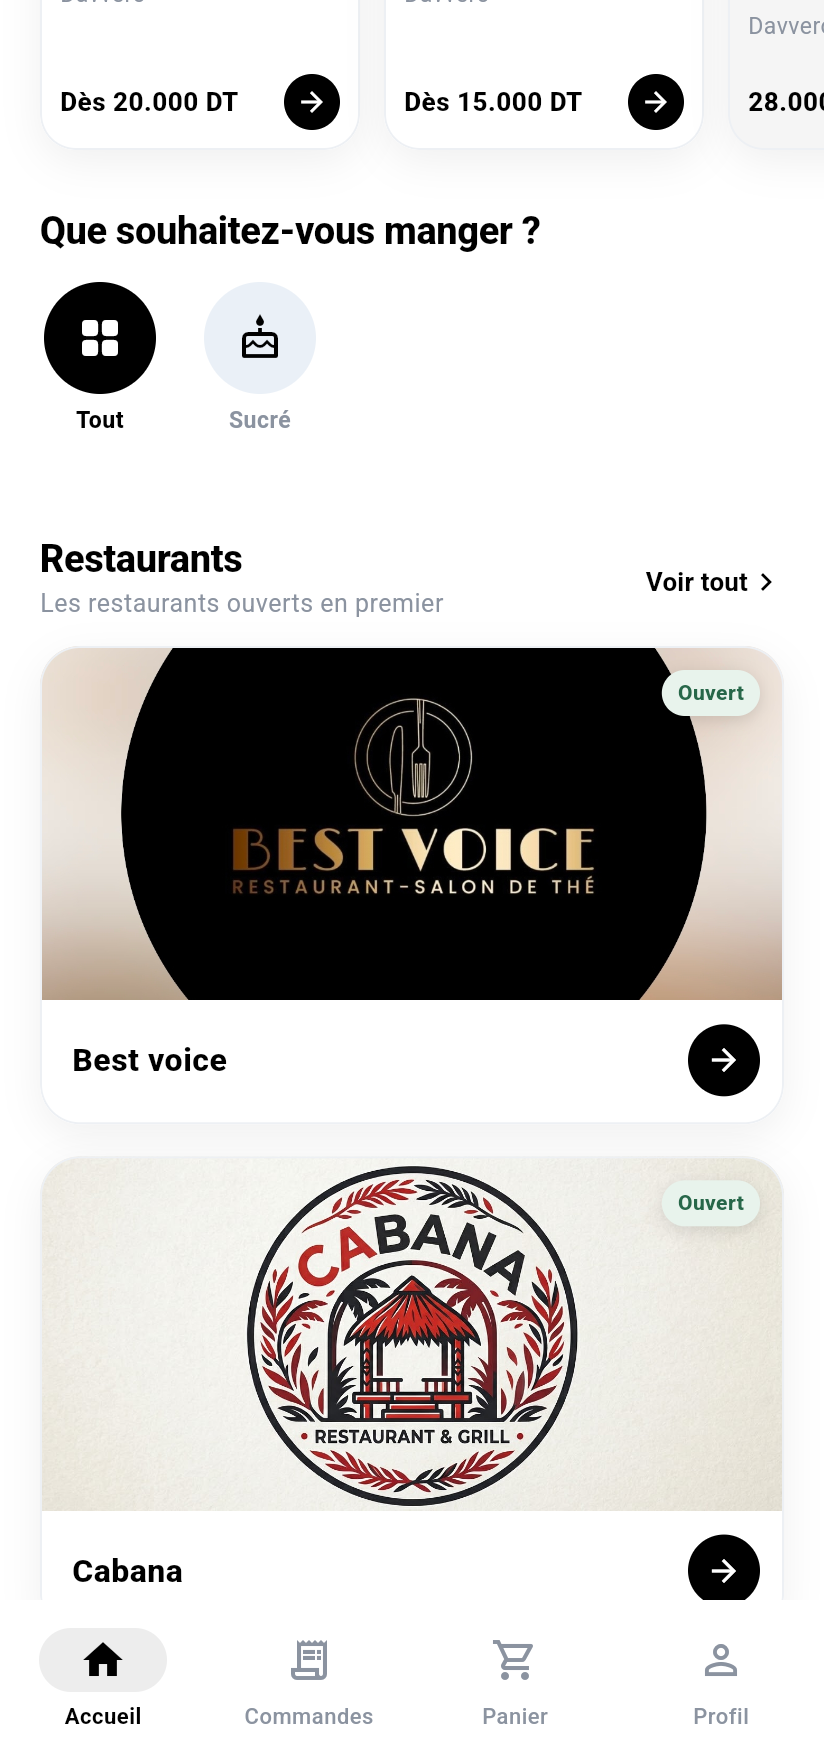 Dès 20.000 DT
Dès 15.000 DT
Que souhaitez-vous manger ?
Tout
Sucré
Restaurants
Les restaurants ouverts en premier
Voir tout
Ouvert
BEST VOICE
RESTAURANT-SALON DE THÉ
Best voice
Ouvert
CABANA
• RESTAURANT & GRILL •
Cabana
Accueil
Commandes
Panier
Profil